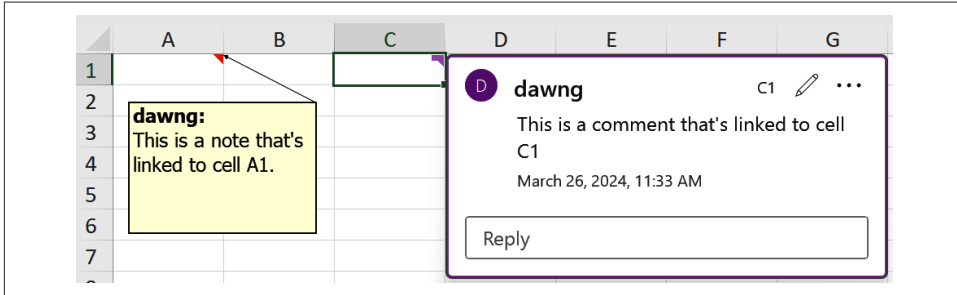 A B C D E F G
1
2
3
4
5
6
7
dawng:
This is a note that's
linked to cell A1.
D dawng C1 ...
This is a comment that's linked to cell
C1
March 26, 2024, 11:33 AM
Reply